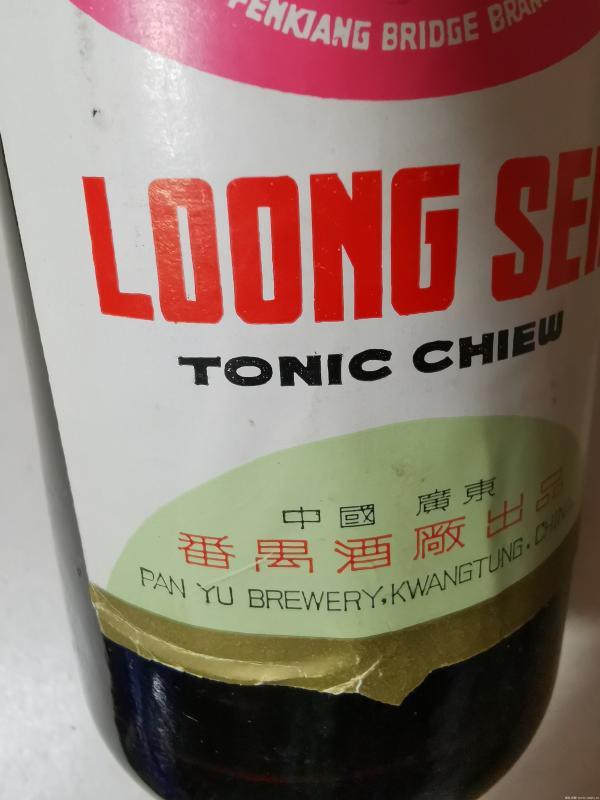 PENKIANG BRIDGE BRAN
LOONG SE
TONIC CHIEW
中國 廣東
番禺酒廠出品
PAN YU BREWERY, KWANGTUNG, CHINA